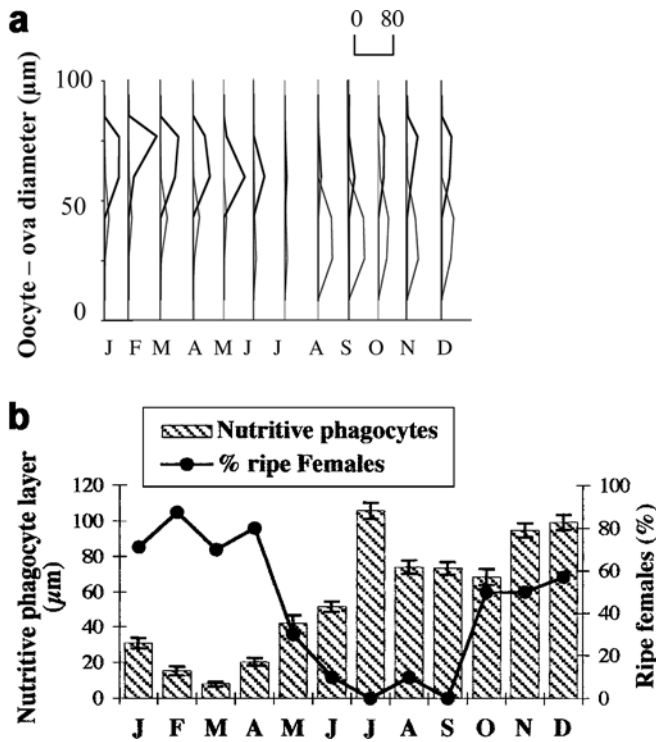 a
0 80
Oocyte – ova diameter (µm)
100
50
0
J F M A M J J A S O N D
b
Nutritive phagocytes
% ripe Females
Nutritive phagocyte layer
(µm)
120
100
80
60
40
20
0
100
80
60
40
20
0
Ripe females (%)
J F M A M J J A S O N D